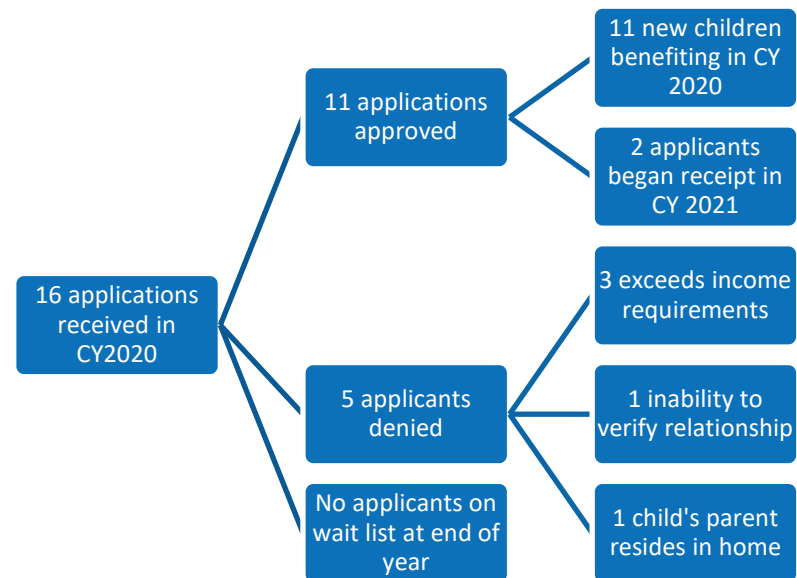 16 applications
received in
CY2020
11 applications
approved
11 new children
benefiting in CY
2020
2 applicants
began receipt in
CY 2021
5 applicants
denied
3 exceeds income
requirements
1 inability to
verify relationship
1 child's parent
resides in home
No applicants on
wait list at end of
year